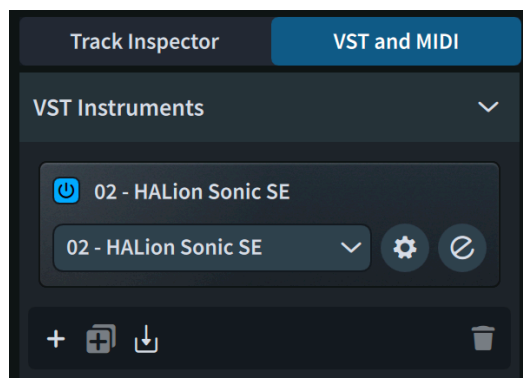 Track Inspector
VST and MIDI
VST Instruments
02 - HALion Sonic SE
02 - HALion Sonic SE